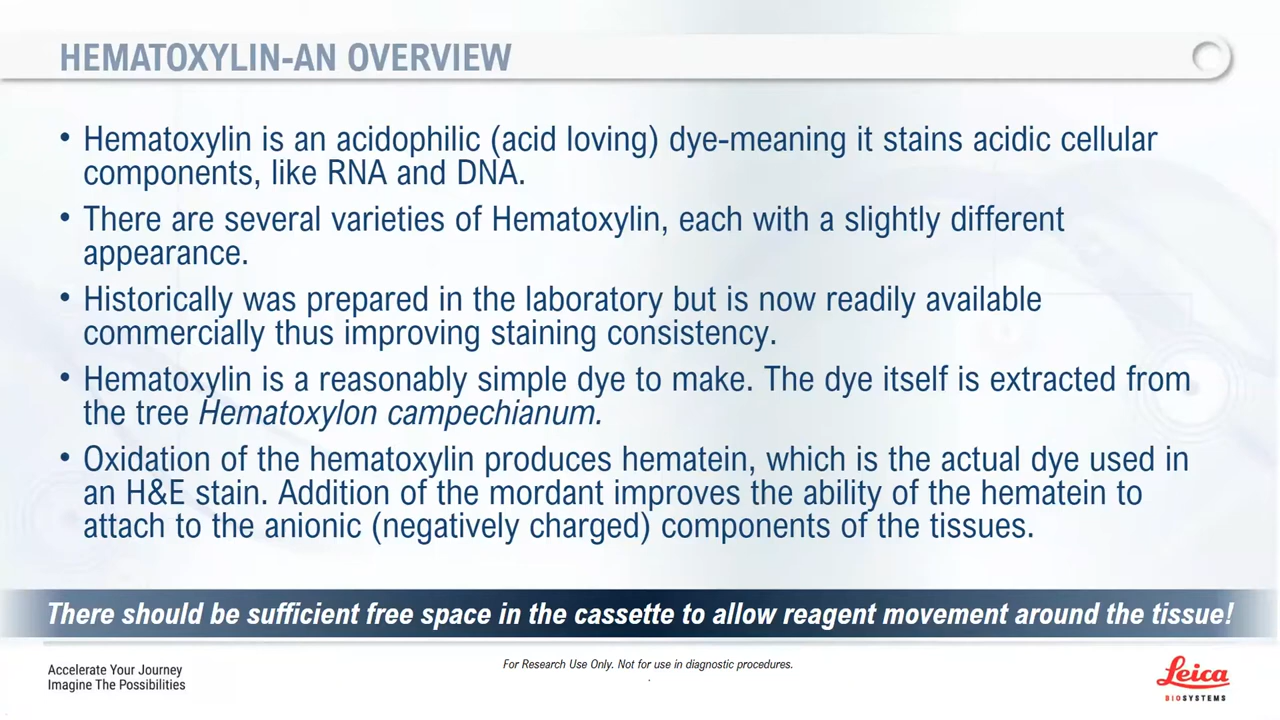 HEMATOXYLIN-AN OVERVIEW
• Hematoxylin is an acidophilic (acid loving) dye-meaning it stains acidic cellular
components, like RNA and DNA.
• There are several varieties of Hematoxylin, each with a slightly different
appearance.
• Historically was prepared in the laboratory but is now readily available
commercially thus improving staining consistency.
• Hematoxylin is a reasonably simple dye to make. The dye itself is extracted from
the tree Hematoxylon campechianum.
• Oxidation of the hematoxylin produces hematein, which is the actual dye used in
an H&E stain. Addition of the mordant improves the ability of the hematein to
attach to the anionic (negatively charged) components of the tissues.
There should be sufficient free space in the cassette to allow reagent movement around the tissue!
Accelerate Your Journey
Imagine The Possibilities
For Research Use Only. Not for use in diagnostic procedures.
.
Leica
BIOSYSTEMS